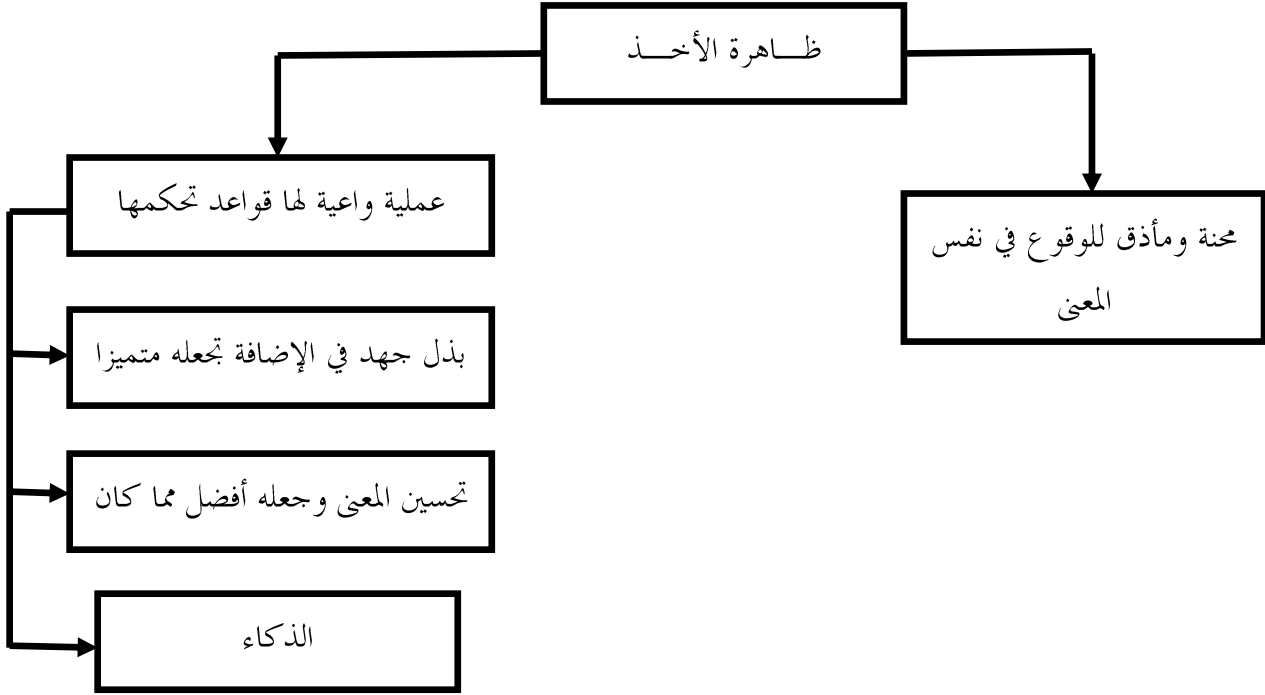 ظـــاهرة الأخـــذ
محنة ومأذق للوقوع في نفس
المعنى
عملية واعية لها قواعد تحكمها
بذل جهد في الإضافة تجعله متميزا
تحسين المعنى وجعله أفضل مما كان
الذكاء